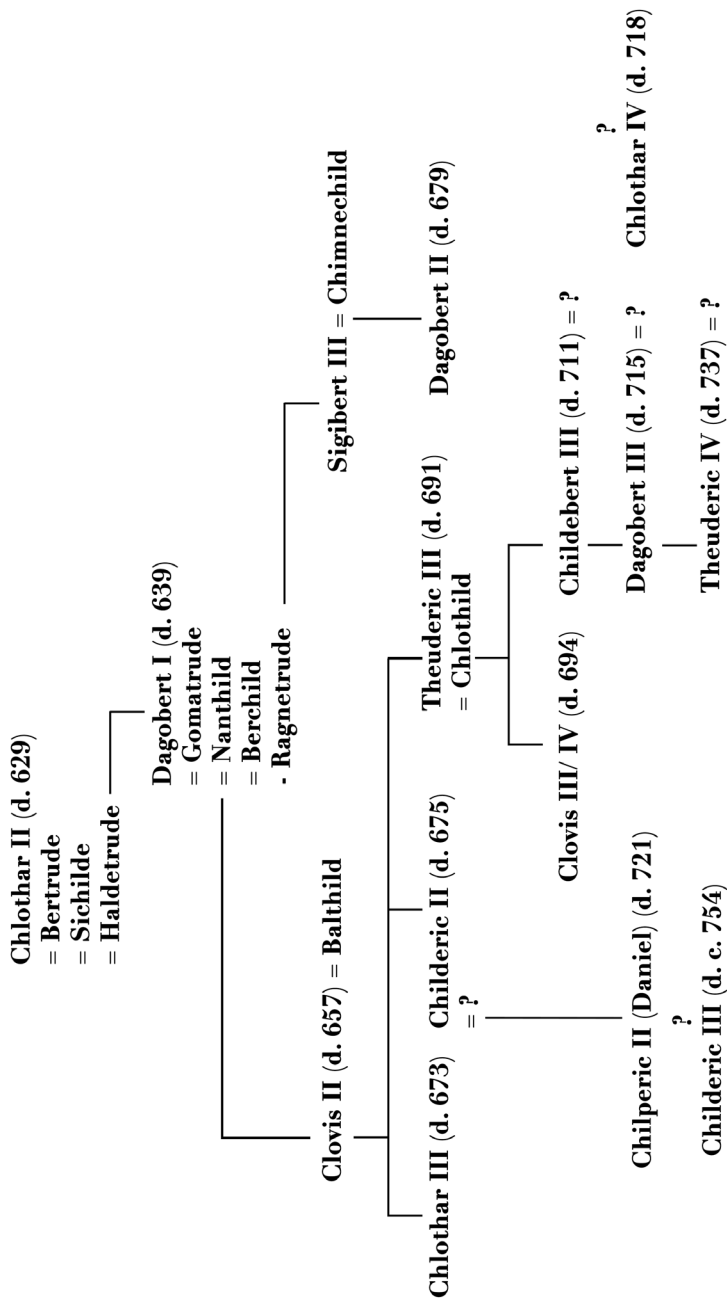 Chlothar II (d. 629)
= Bertrude
= Sichilde
= Haldetrude
Dagobert I (d. 639)
= Gomatrude
= Nanthild
= Berchild
- Ragnetrude
Clovis II (d. 657) = Balthild
Sigibert III = Chimnechild
Chlothar III (d. 673)
Childeric II (d. 675)
= ?
Theuderic III (d. 691)
= Chlothild
Dagobert II (d. 679)
Clovis III/ IV (d. 694)
Childebert III (d. 711) = ?
Chilperic II (Daniel) (d. 721)
Dagobert III (d. 715) = ?
?
Chlothar IV (d. 718)
?
Childeric III (d. c. 754)
Theuderic IV (d. 737) = ?